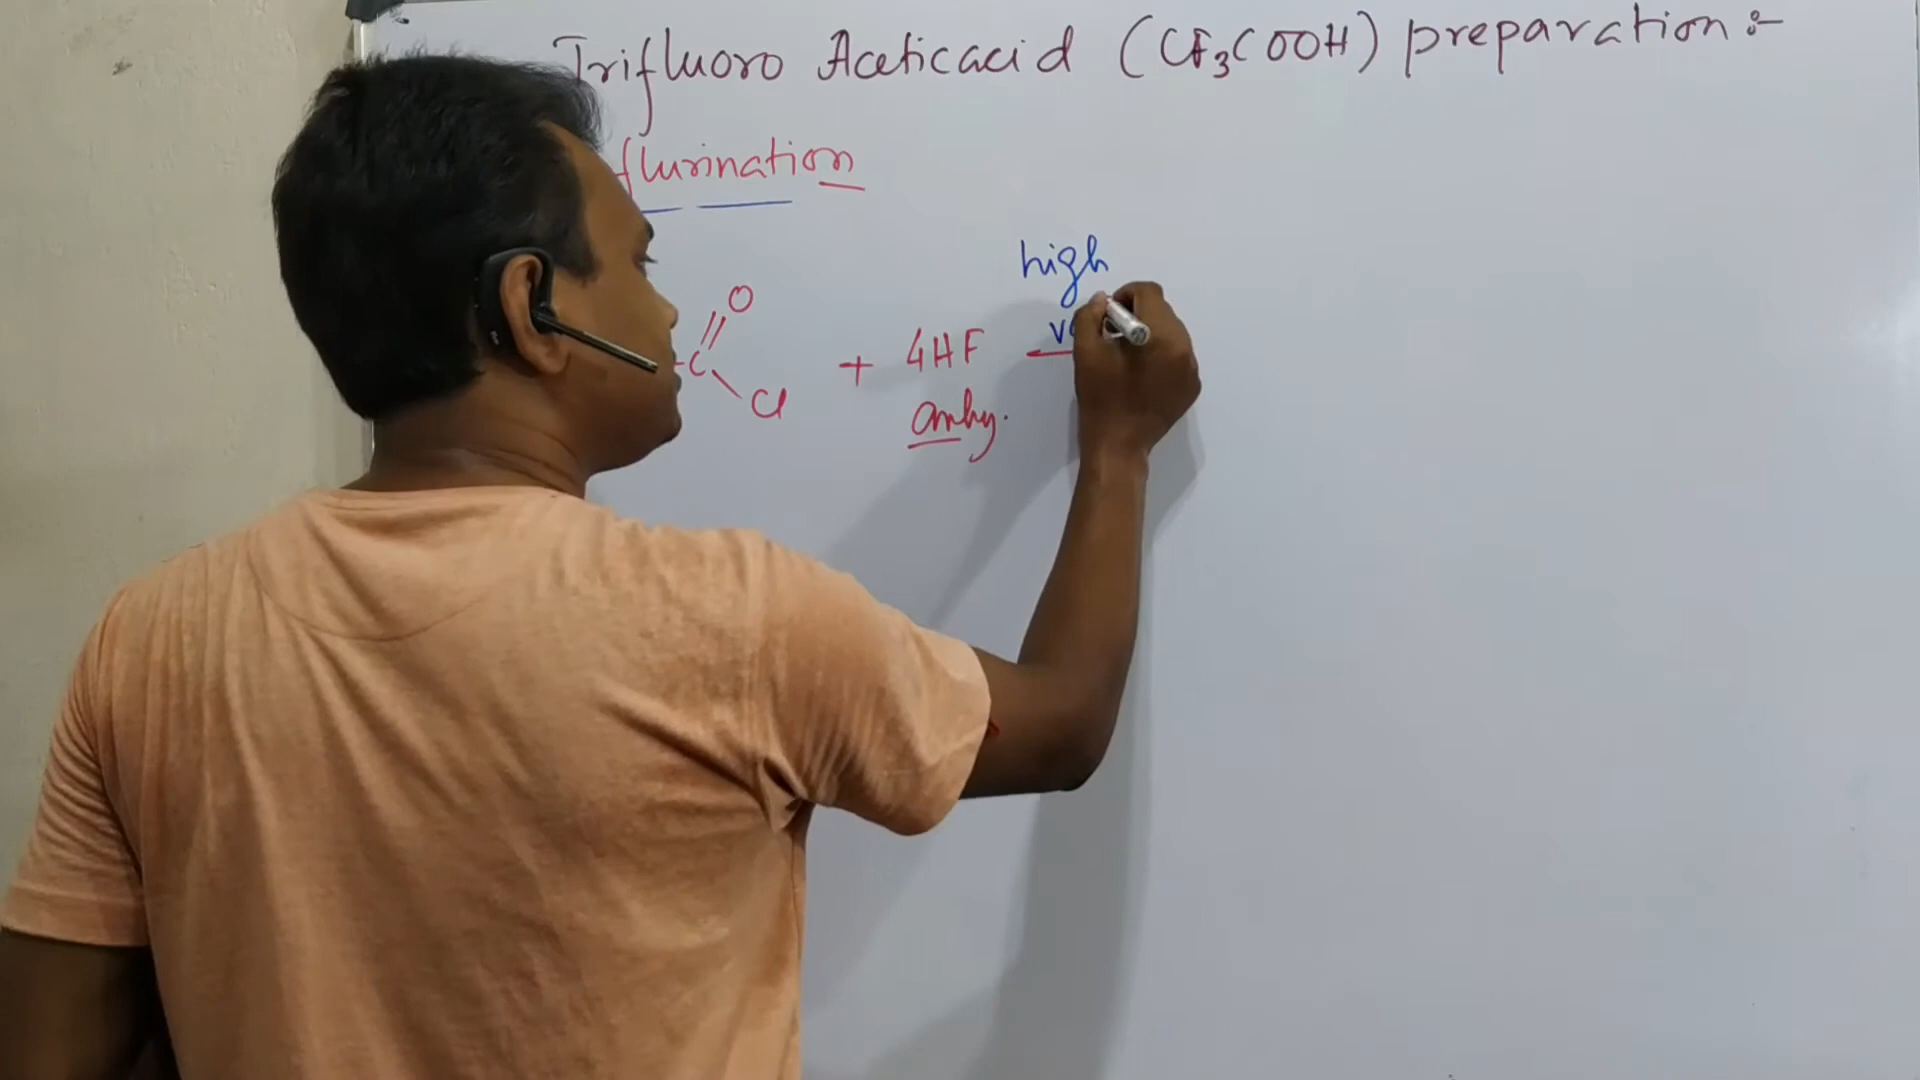 Trifluoro Aceticacid (CF₃COOH) preparation :-
flurination
high
O
C
+ 4HF
Cl
anhy.